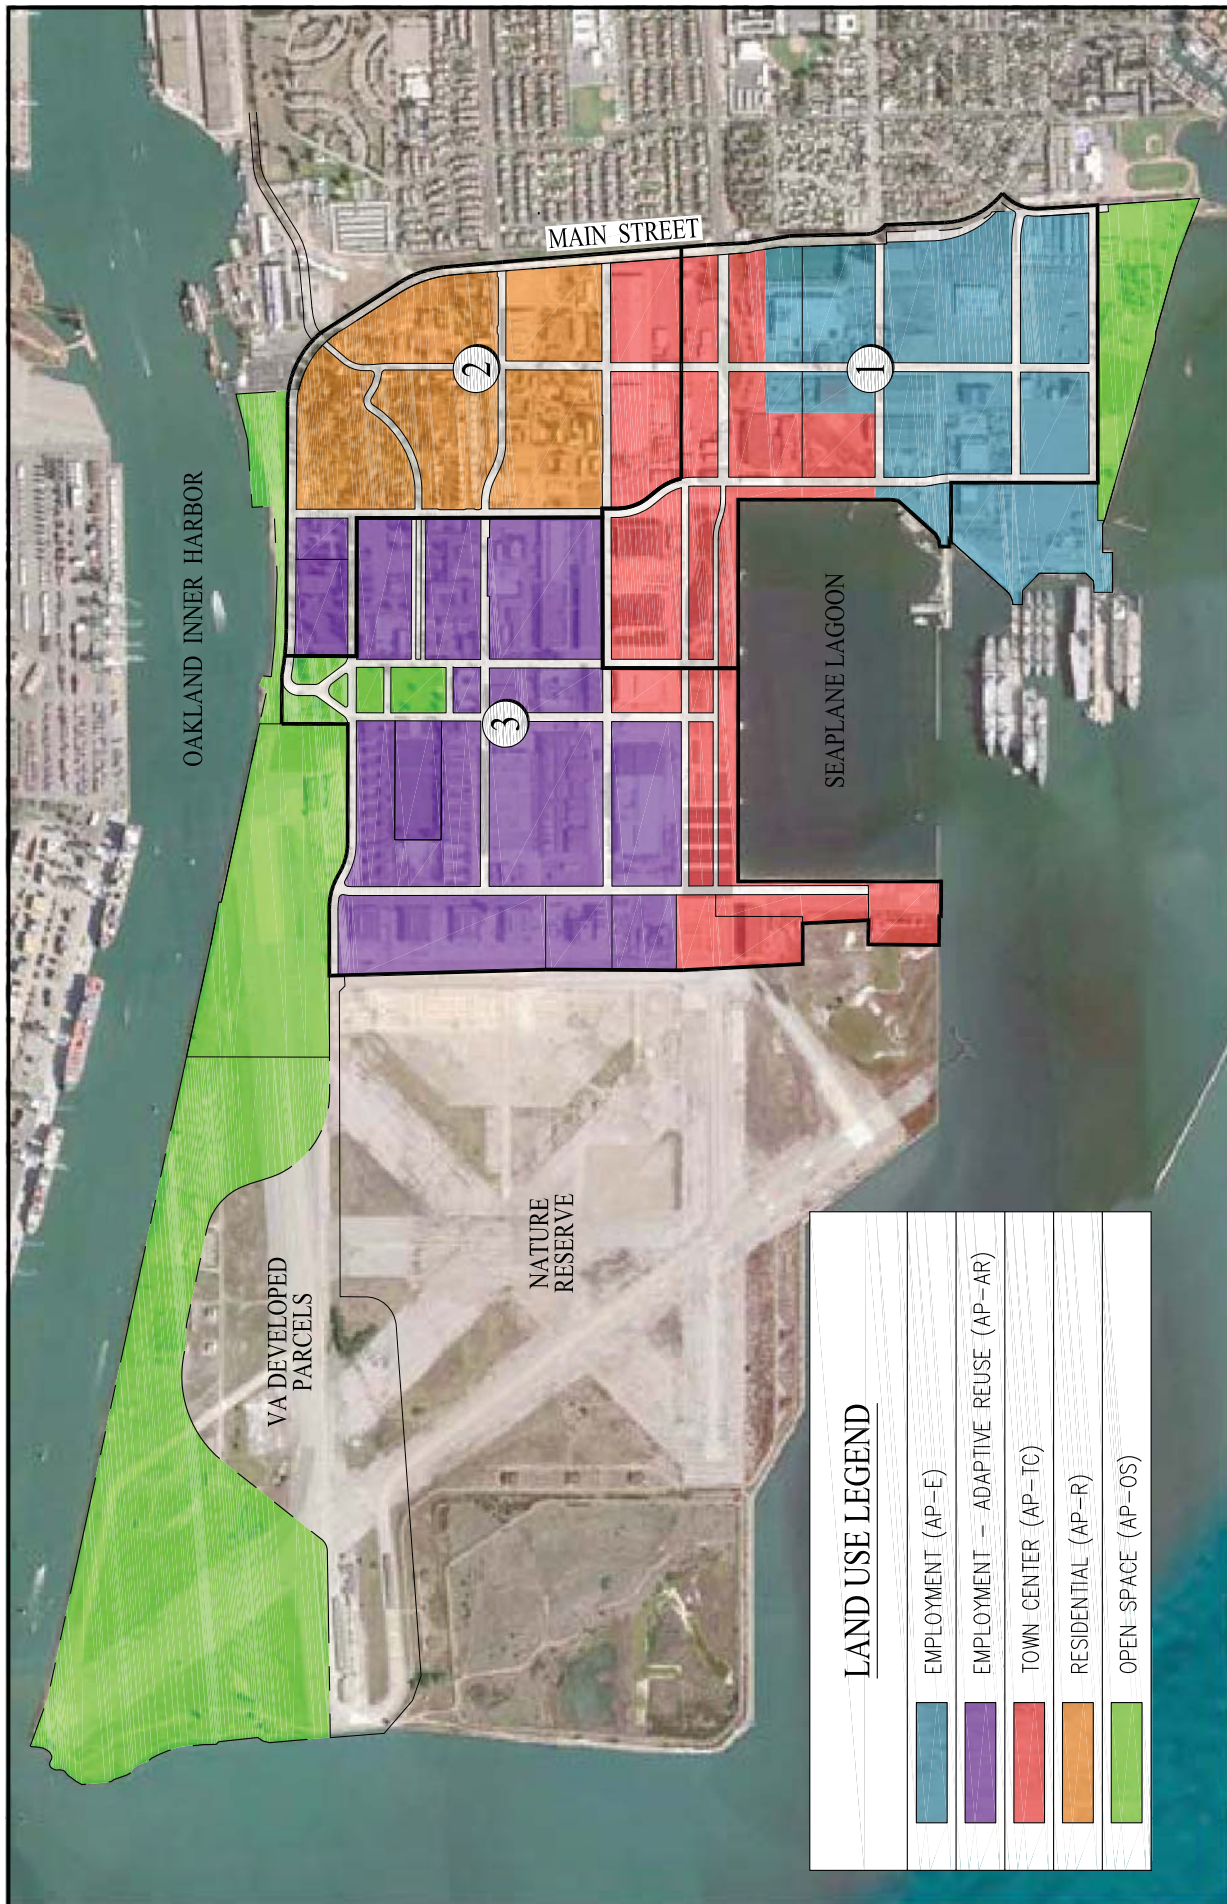 MAIN STREET
OAKLAND INNER HARBOR
2
1
3
SEAPLANE LAGOON
NATURE
RESERVE
VA DEVELOPED
PARCELS
LAND USE LEGEND
EMPLOYMENT (AP-E)
EMPLOYMENT - ADAPTIVE REUSE (AP-AR)
TOWN CENTER (AP-TC)
RESIDENTIAL (AP-R)
OPEN SPACE (AP-OS)